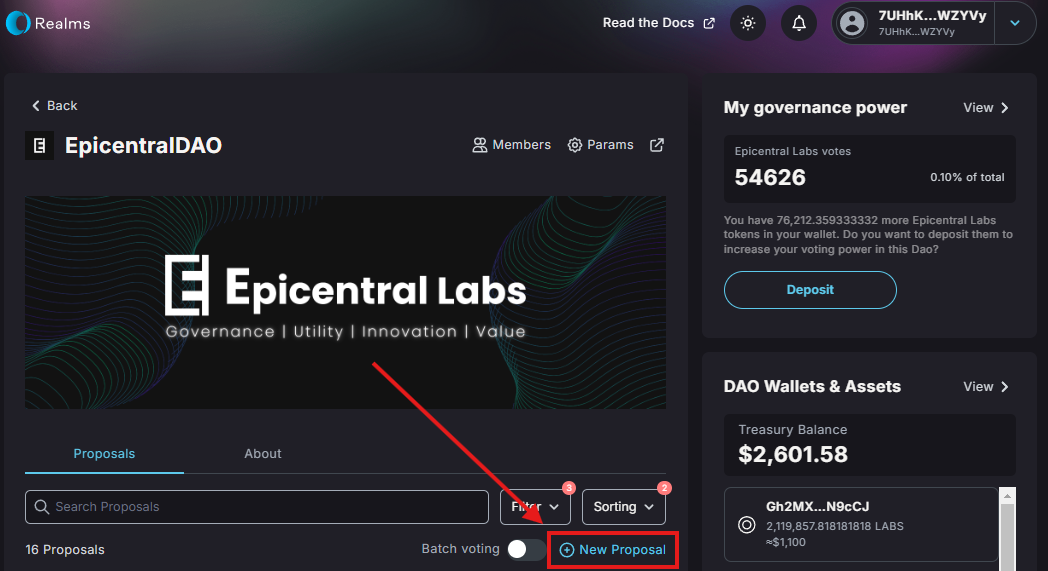 Realms
Read the Docs
7UHhK...WZYVy
7UHhK...WZYVy
Back
EpicentralDAO
Members
Params
Epicentral Labs
Governance | Utility | Innovation | Value
Proposals
About
Search Proposals
Filter
3
Sorting
2
16 Proposals
Batch voting
New Proposal
My governance power
View
Epicentral Labs votes
54626
0.10% of total
You have 76,212.359333332 more Epicentral Labs
tokens in your wallet. Do you want to deposit them to
increase your voting power in this Dao?
Deposit
DAO Wallets & Assets
View
Treasury Balance
$2,601.58
Gh2MX...N9cCJ
2,119,857.818181818 LABS
≈$1,100